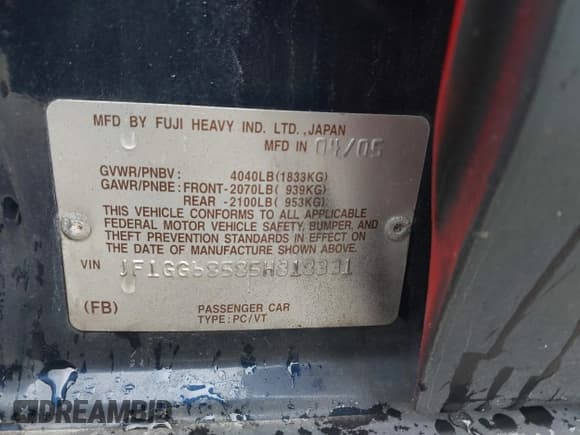 MFD BY FUJI HEAVY IND. LTD.,JAPAN
MFD IN 04/05
GVWR/PNBV: 4040LB(1833KG)
GAWR/PNBE: FRONT-2070LB( 939KG)
REAR -2100LB( 953KG)
THIS VEHICLE CONFORMS TO ALL APPLICABLE
FEDERAL MOTOR VEHICLE SAFETY, BUMPER, AND
THEFT PREVENTION STANDARDS IN EFFECT ON
THE DATE OF MANUFACTURE SHOWN ABOVE.
VIN
(FB)
PASSENGER CAR
TYPE:PC/VT
DREAMBID